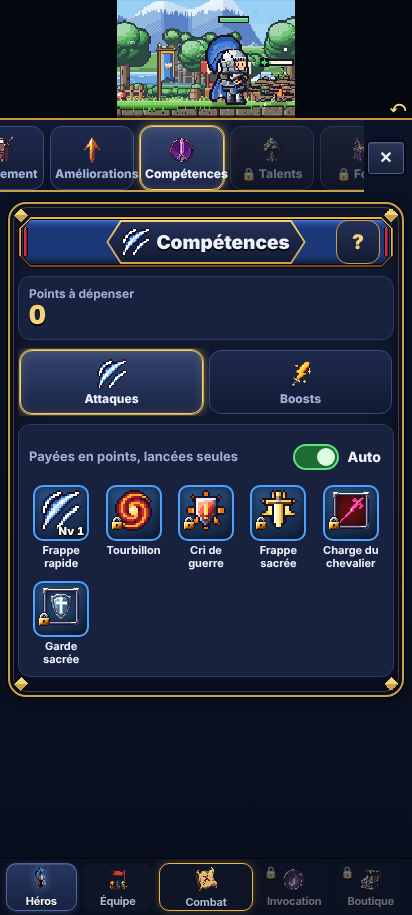 Améliorations
Compétences
Talents
×
Compétences
?
Points à dépenser
0
Attaques
Boosts
Payées en points, lancées seules
Auto
Nv 1
Frappe
rapide
Tourbillon
Cri de
guerre
Frappe
sacrée
Charge du
chevalier
Garde
sacrée
Héros
Équipe
Combat
Invocation
Boutique